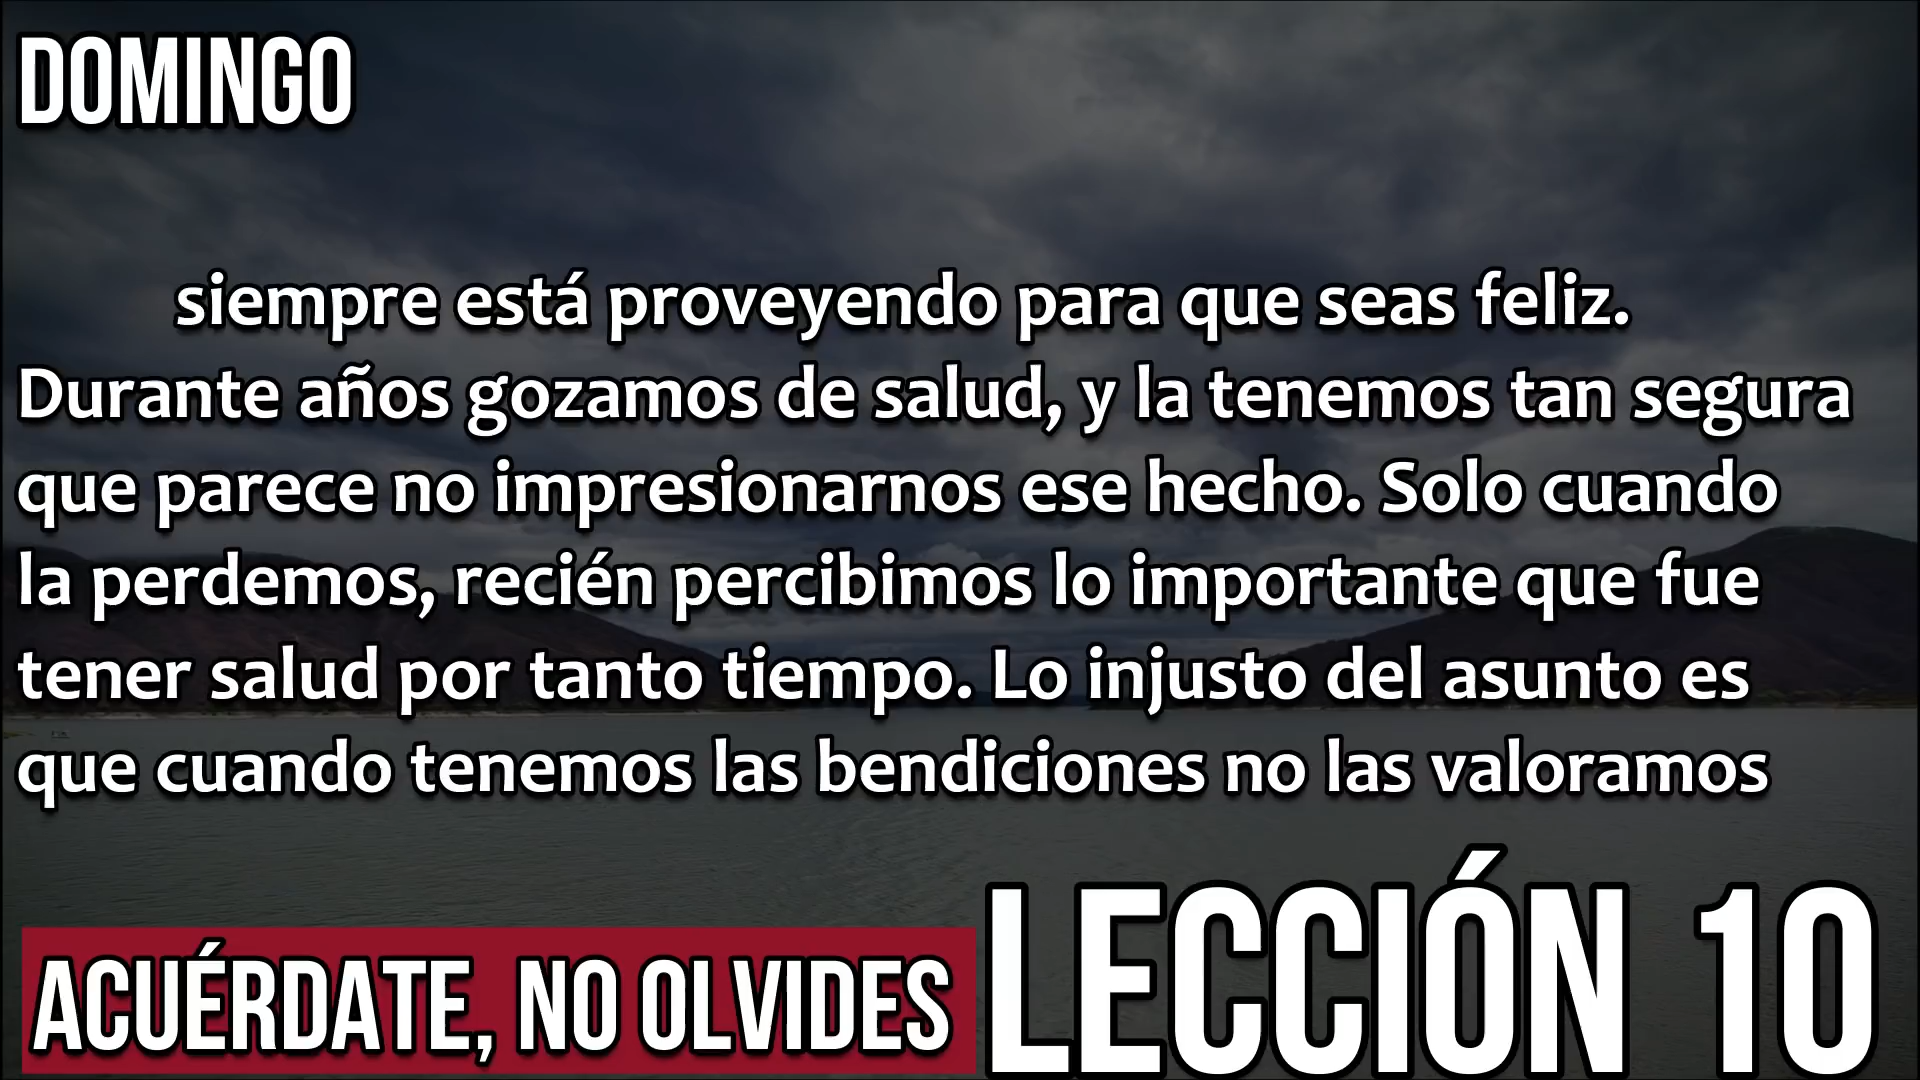 DOMINGO
siempre está proveyendo para que seas feliz.
Durante años gozamos de salud, y la tenemos tan segura
que parece no impresionarnos ese hecho. Solo cuando
la perdemos, recién percibimos lo importante que fue
tener salud por tanto tiempo. Lo injusto del asunto es
que cuando tenemos las bendiciones no las valoramos
ACUÉRDATE, NO OLVIDES
LECCIÓN 10